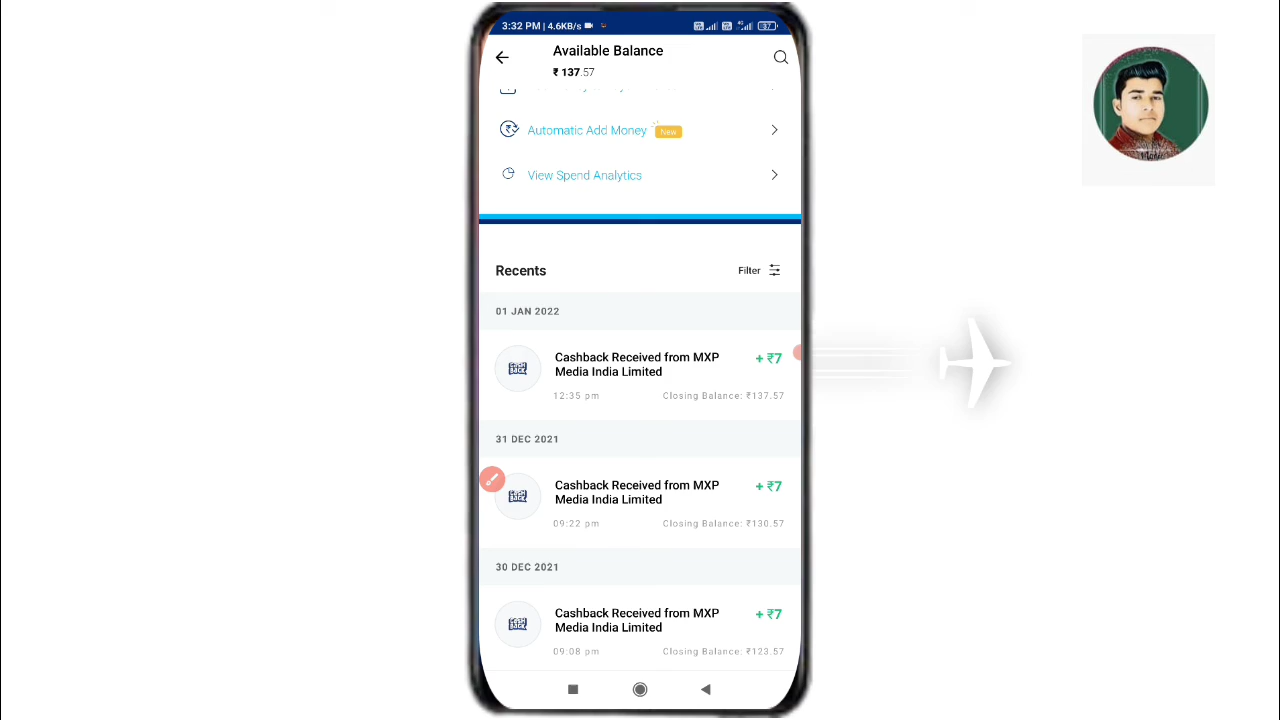 3:32 PM | 4.6KB/s
37
Available Balance
₹ 137.57
Automatic Add Money
New
View Spend Analytics
Recents
Filter
01 JAN 2022
Cashback Received from MXP
Media India Limited
+ ₹7
12:35 pm
Closing Balance: ₹137.57
31 DEC 2021
Cashback Received from MXP
Media India Limited
+ ₹7
09:22 pm
Closing Balance: ₹130.57
30 DEC 2021
Cashback Received from MXP
Media India Limited
+ ₹7
09:08 pm
Closing Balance: ₹123.57